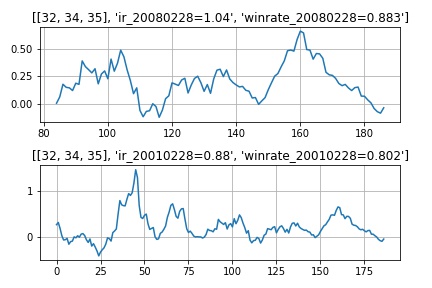 [[32, 34, 35], 'ir_20080228=1.04', 'winrate_20080228=0.883']
0.50
0.25
0.00
80 100 120 140 160 180
[[32, 34, 35], 'ir_20010228=0.88', 'winrate_20010228=0.802']
1
0
0 25 50 75 100 125 150 175